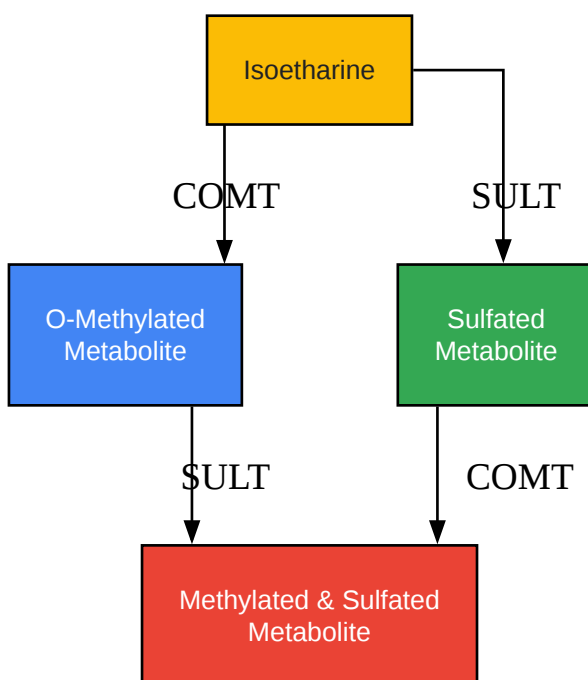 Isoetharine
COMT
SULT
O-Methylated
Metabolite
Sulfated
Metabolite
SULT
COMT
Methylated & Sulfated
Metabolite